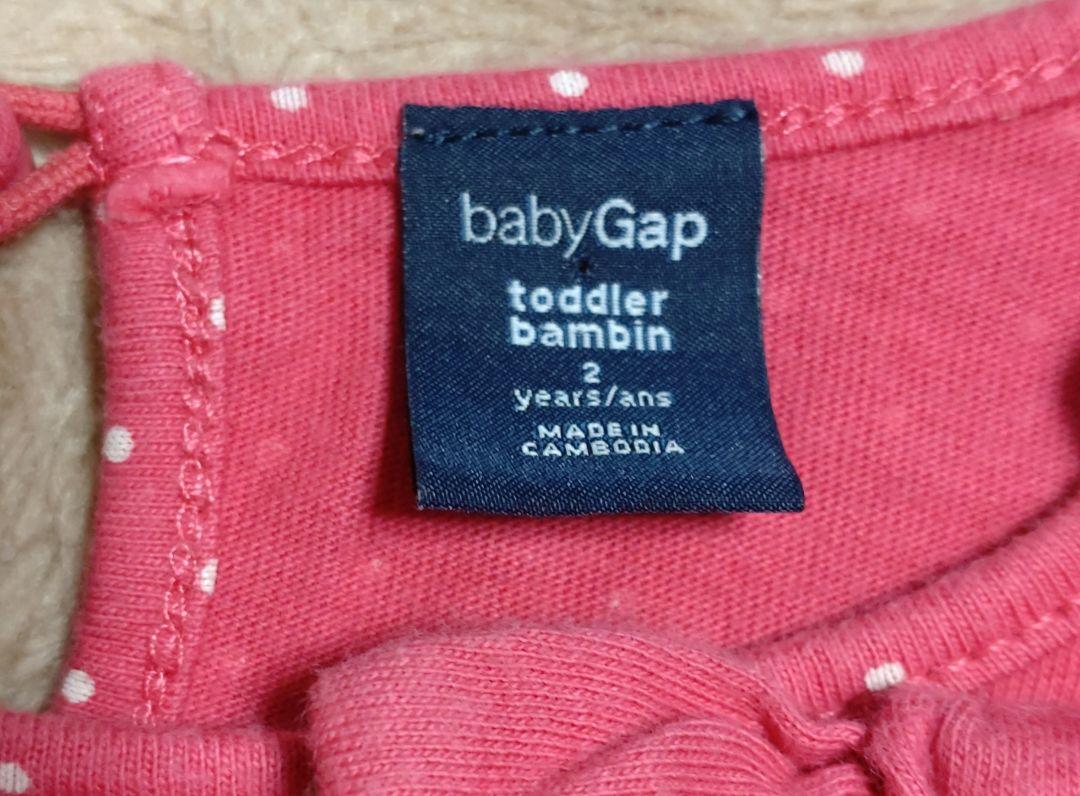 babyGap
toddler
bambin
2
years/ans
MADE IN
CAMBODIA